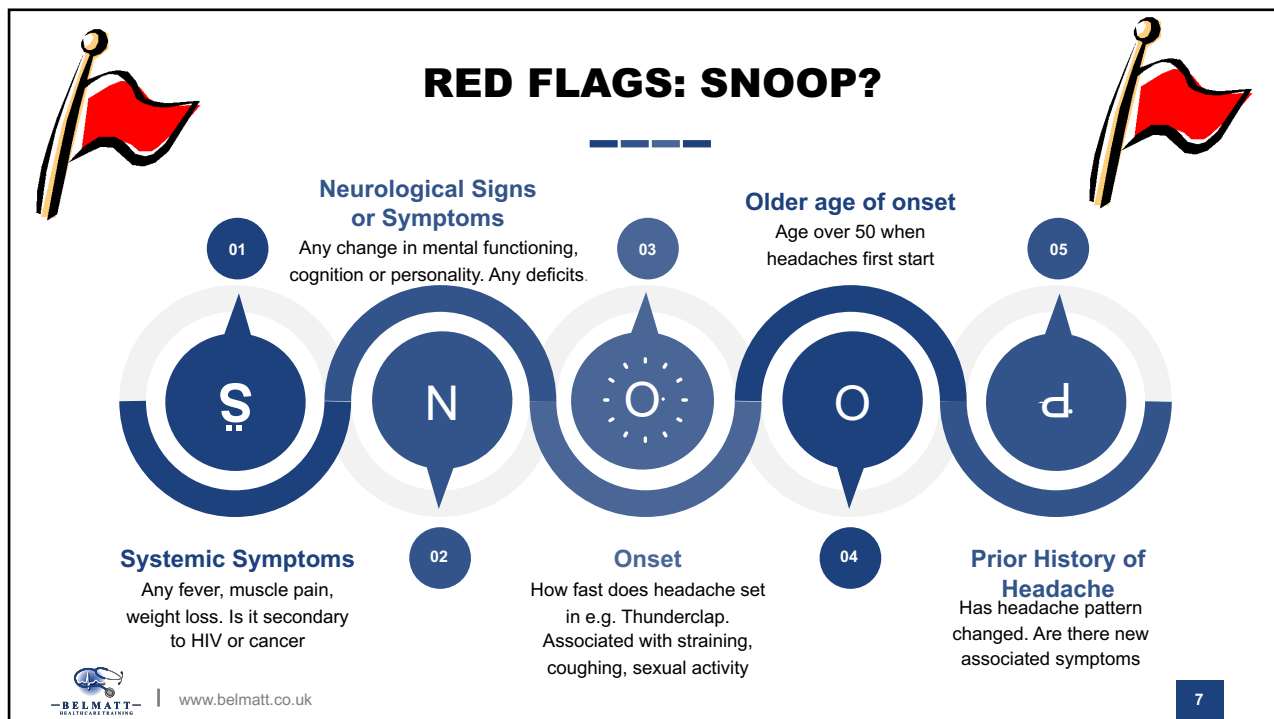 RED FLAGS: SNOOP?
01
S
Systemic Symptoms
Any fever, muscle pain,
weight loss. Is it secondary
to HIV or cancer
Neurological Signs
or Symptoms
Any change in mental functioning,
cognition or personality. Any deficits.
N
02
03
O
Onset
How fast does headache set
in e.g. Thunderclap.
Associated with straining,
coughing, sexual activity
Older age of onset
Age over 50 when
headaches first start
O
04
05
P
Prior History of
Headache
Has headache pattern
changed. Are there new
associated symptoms
BELMATT
HEALTHCARE TRAINING
www.belmatt.co.uk
7